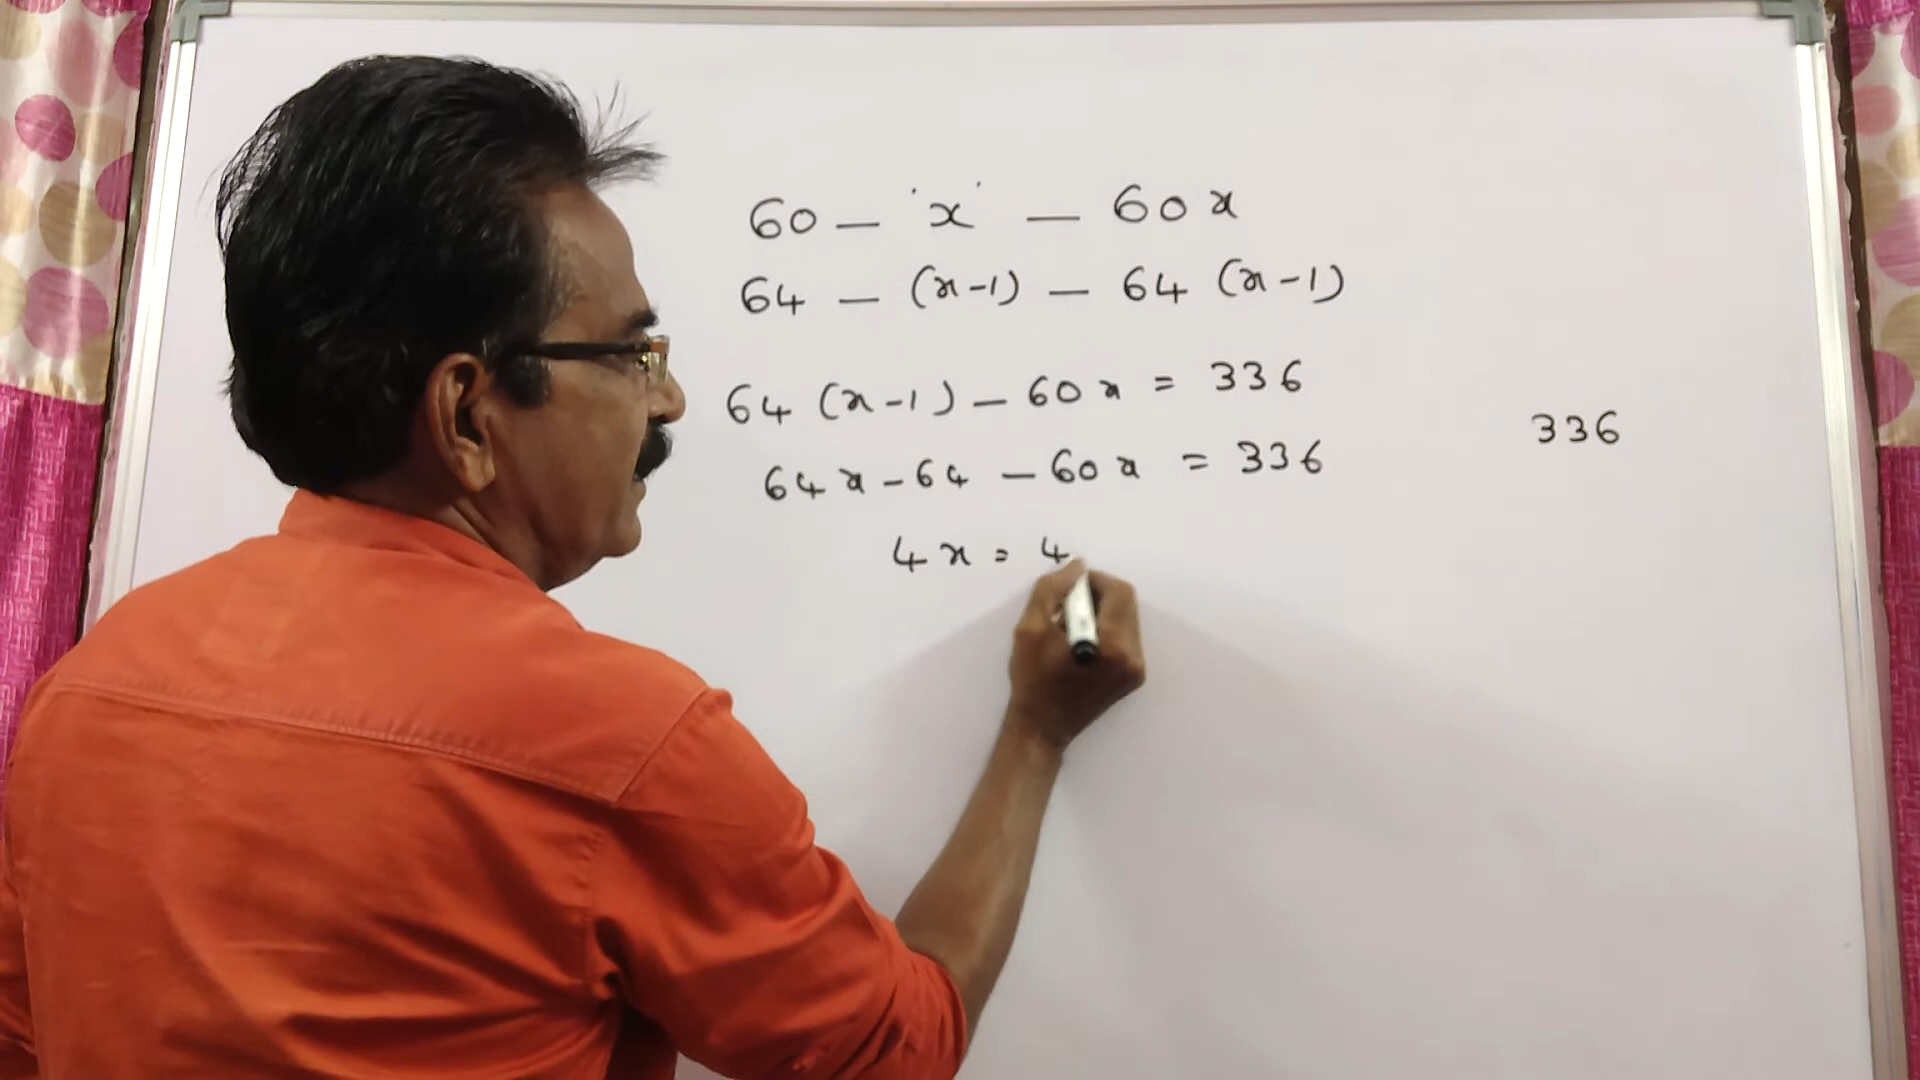 60 — x — 60x
64 — (x-1) — 64 (x-1)
64 (x-1) — 60x = 336
336
64x - 64 — 60x = 336
4x = 4